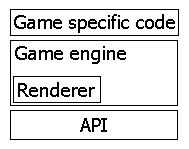 Game specific code
Game engine
Renderer
API